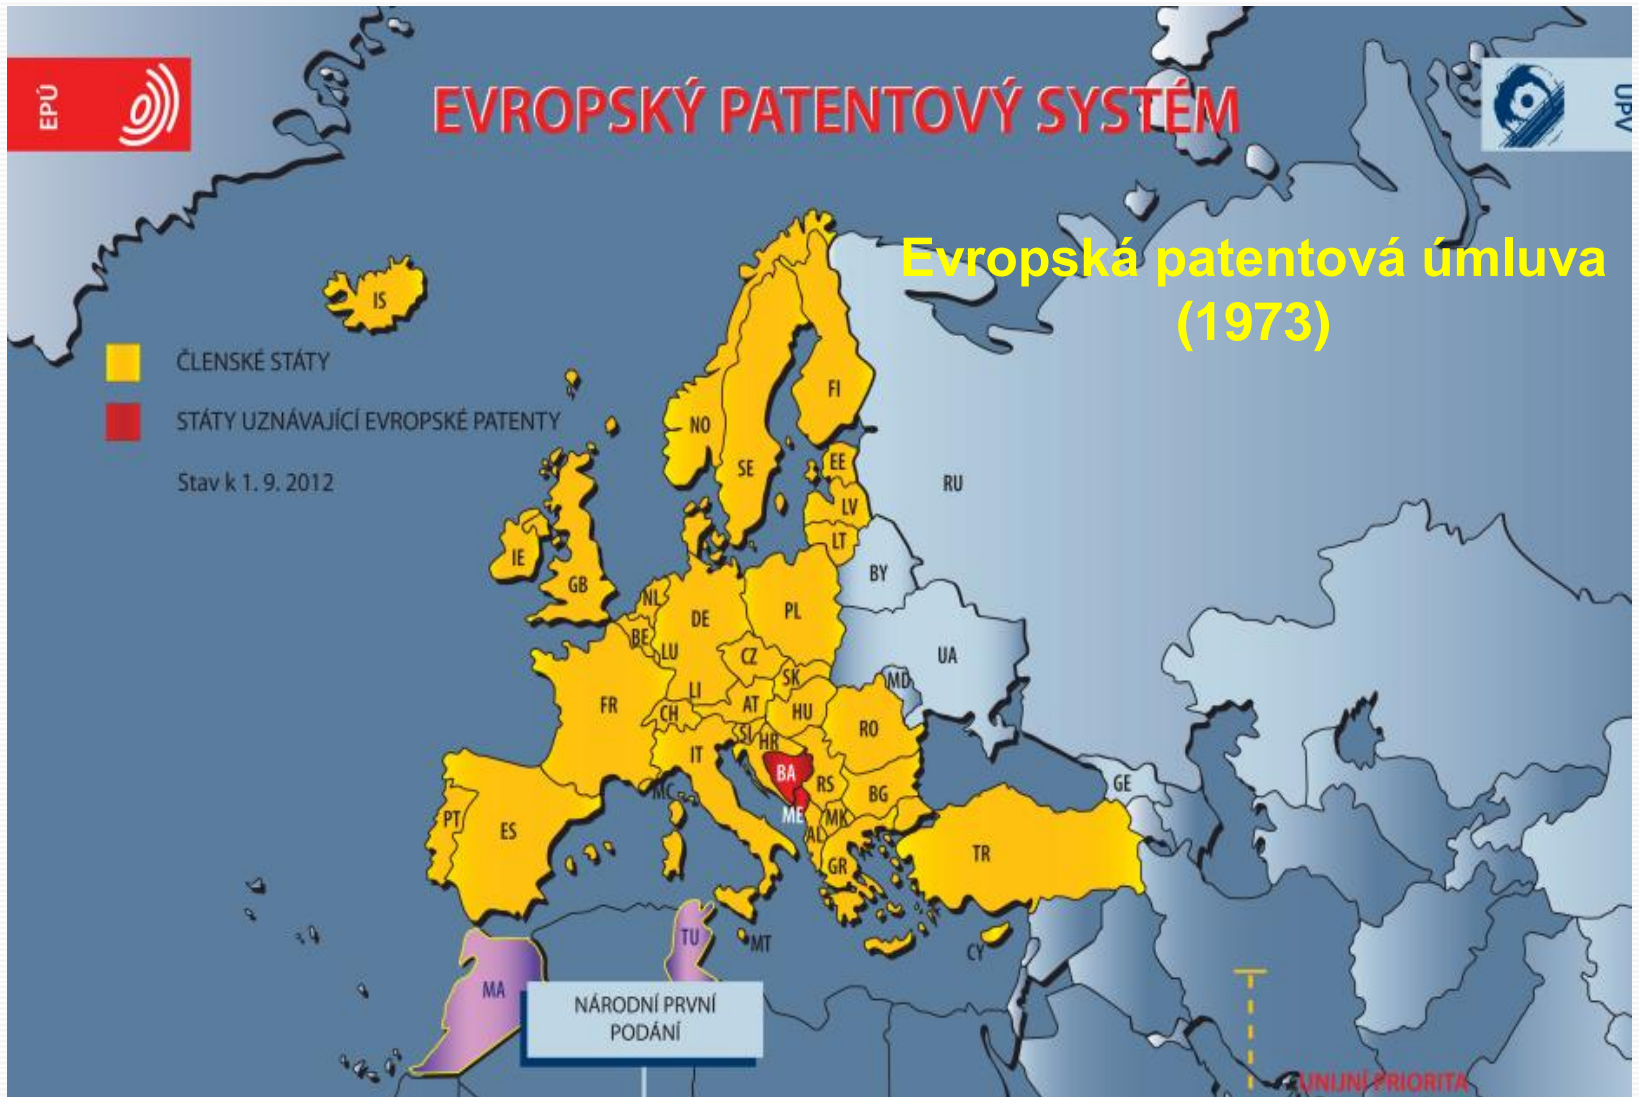 EPÚ
EVROPSKÝ PATENTOVÝ SYSTÉM
ÚPV
Evropská patentová úmluva
(1973)
IS
ČLENSKÉ STÁTY
STÁTY UZNÁVAJÍCÍ EVROPSKÉ PATENTY
Stav k 1. 9. 2012
FI
NO
SE
EE
RU
LV
LT
IE
GB
BY
NL
DE
PL
BE
LU
CZ
UA
SK
MD
LI
FR
CH
AT
HU
RO
SI
HR
IT
BA
RS
BG
MC
ME
MK
PT
ES
AL
GR
TR
GE
TU
MT
CY
MA
NÁRODNÍ PRVNÍ
PODÁNÍ
UNIJNÍ PRIORITA